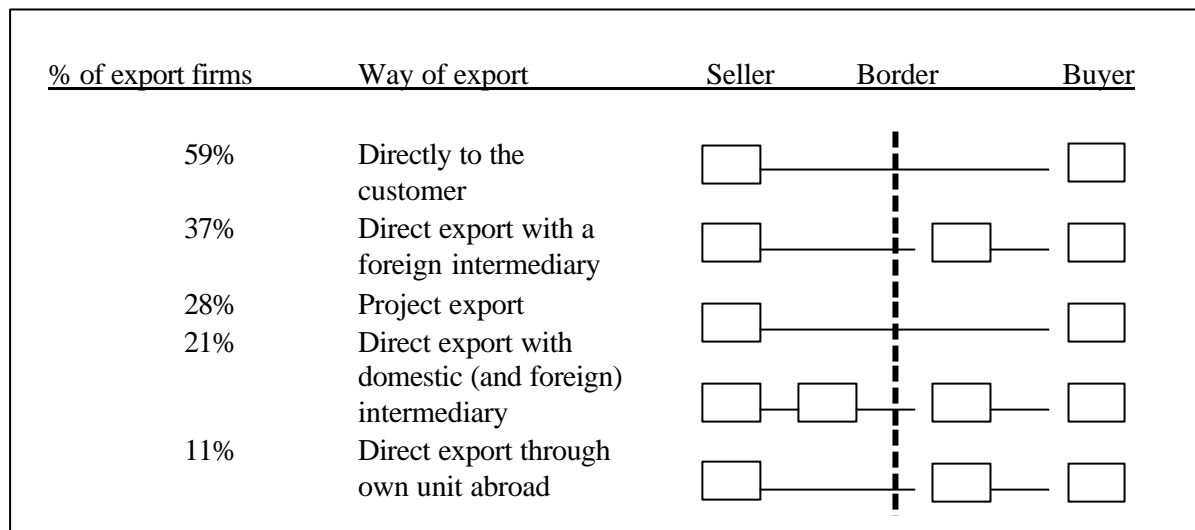 % of export firms Way of export Seller Border Buyer
59% Directly to the
customer
37% Direct export with a
foreign intermediary
28% Project export
21% Direct export with
domestic (and foreign)
intermediary
11% Direct export through
own unit abroad